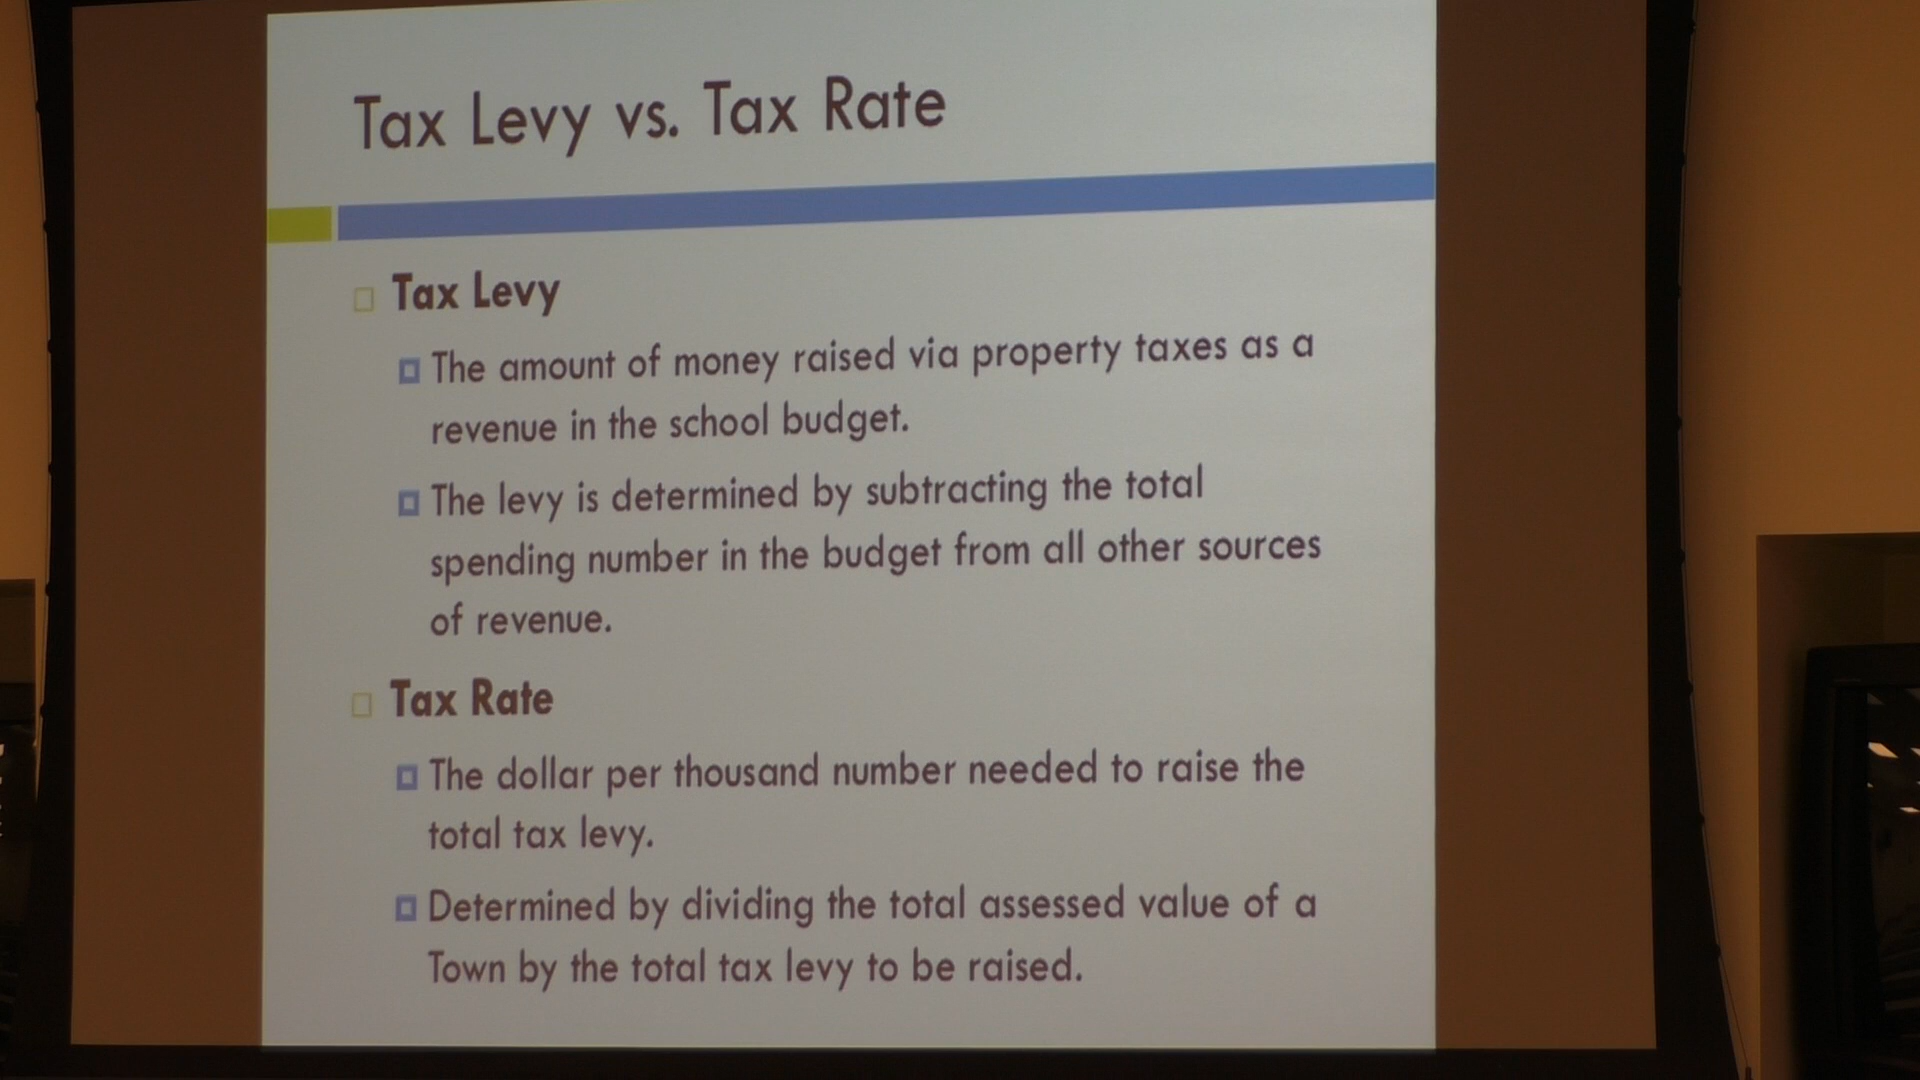 Tax Levy vs. Tax Rate
Tax Levy
The amount of money raised via property taxes as a
revenue in the school budget.
The levy is determined by subtracting the total
spending number in the budget from all other sources
of revenue.
Tax Rate
The dollar per thousand number needed to raise the
total tax levy.
Determined by dividing the total assessed value of a
Town by the total tax levy to be raised.